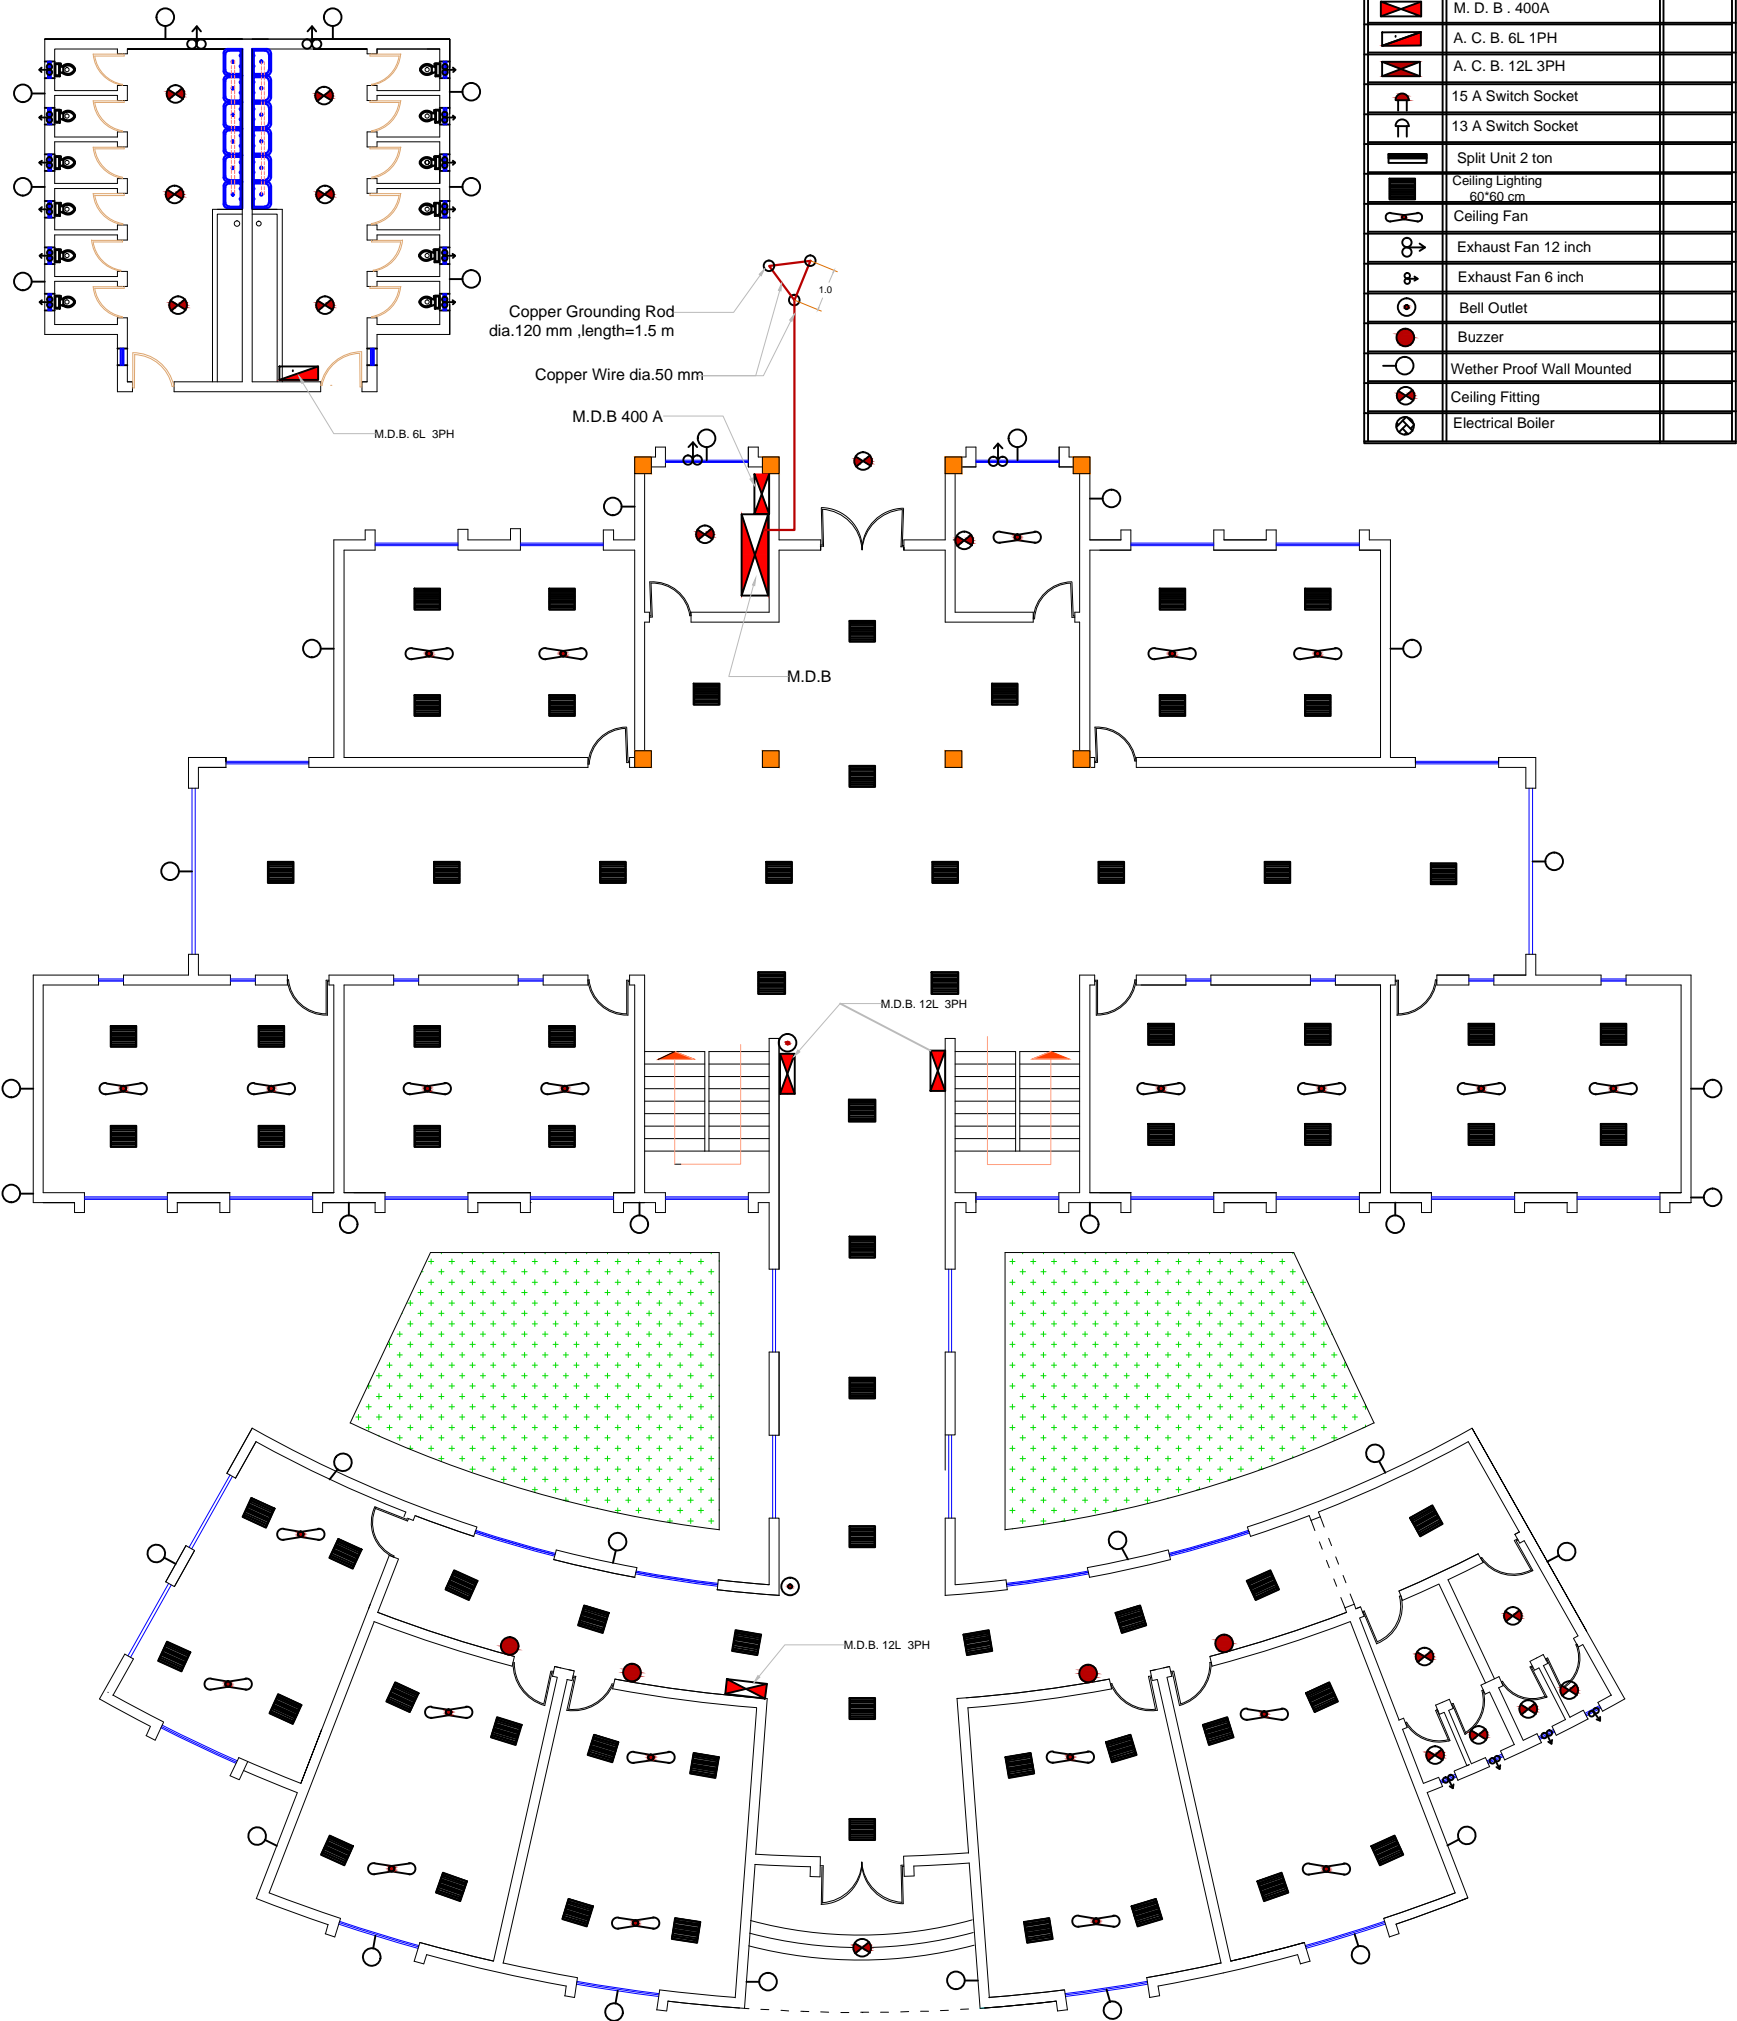 M. D. B . 400A
A. C. B. 6L 1PH
A. C. B. 12L 3PH
15 A Switch Socket
13 A Switch Socket
Split Unit 2 ton
Ceiling Lighting
60*60 cm
Ceiling Fan
Exhaust Fan 12 inch
Exhaust Fan 6 inch
Bell Outlet
Buzzer
Wether Proof Wall Mounted
Ceiling Fitting
Electrical Boiler
1.0
Copper Grounding Rod
dia.120 mm ,length=1.5 m
Copper Wire dia.50 mm
M.D.B 400 A
M.D.B. 6L 3PH
M.D.B
M.D.B. 12L 3PH
M.D.B. 12L 3PH